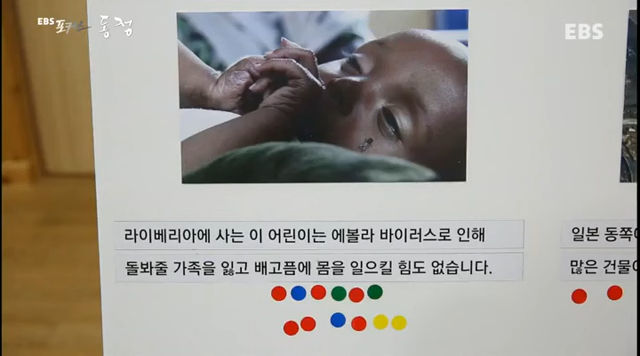 EBS
동정
EBS
라이베리아에 사는 이 어린이는 에볼라 바이러스로 인해
돌봐줄 가족을 잃고 배고픔에 몸을 일으킬 힘도 없습니다.
일본 동쪽
많은 건물